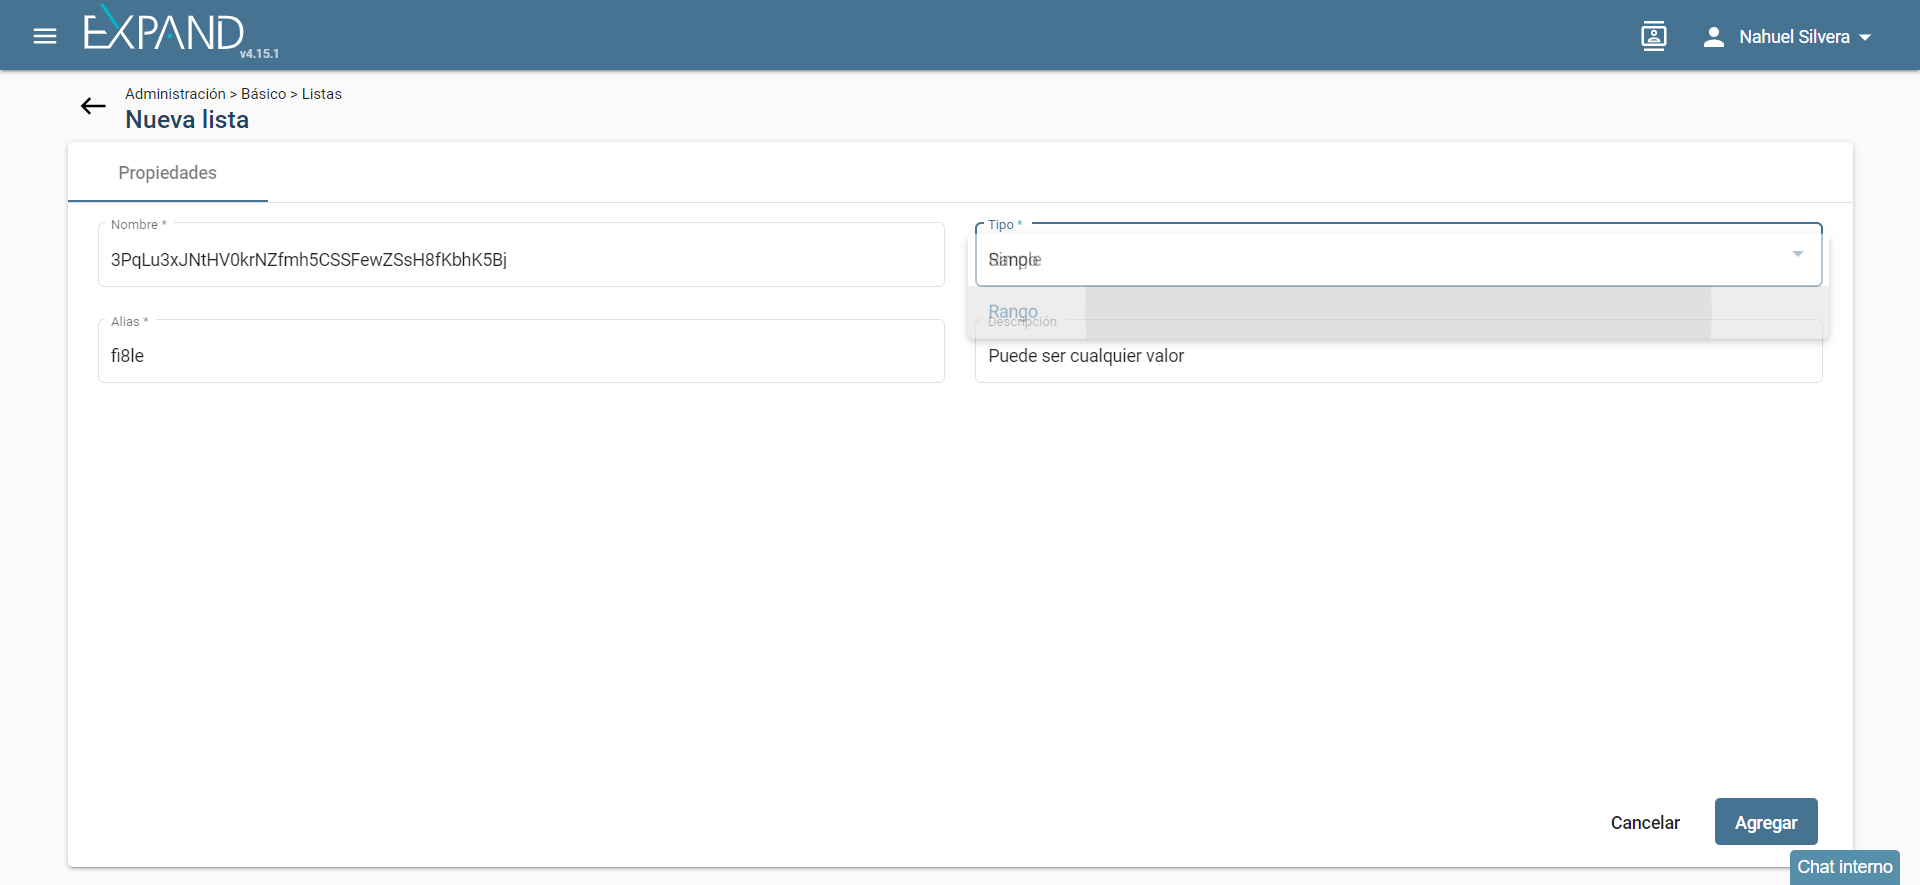 EXPAND
v4.15.1
Nahuel Silvera
Administración > Básico > Listas
Nueva lista
Propiedades
Nombre *
3PqLu3xJNtHV0krNZfmh5CSSFewZSsH8fKbhK5Bj
Tipo *
Rango
Alias *
fi8le
Descripción
Puede ser cualquier valor
Cancelar
Agregar
Chat interno